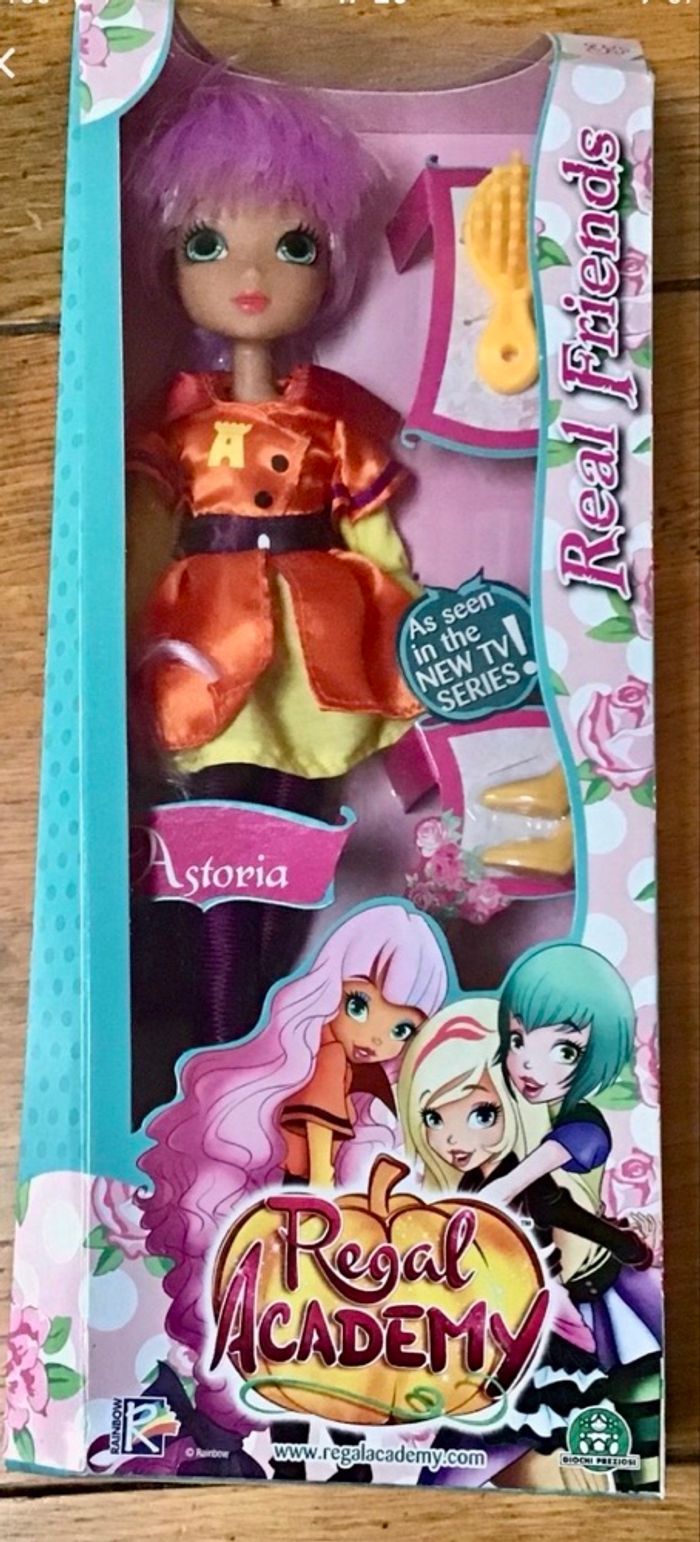 Real Friends
A
As seen
in the
NEW TV
SERIES!
Astoria
Regal
ACADEMY
TM
RAINBOW
R
© Rainbow
www.regalacademy.com
GIOCHI PREZIOSI